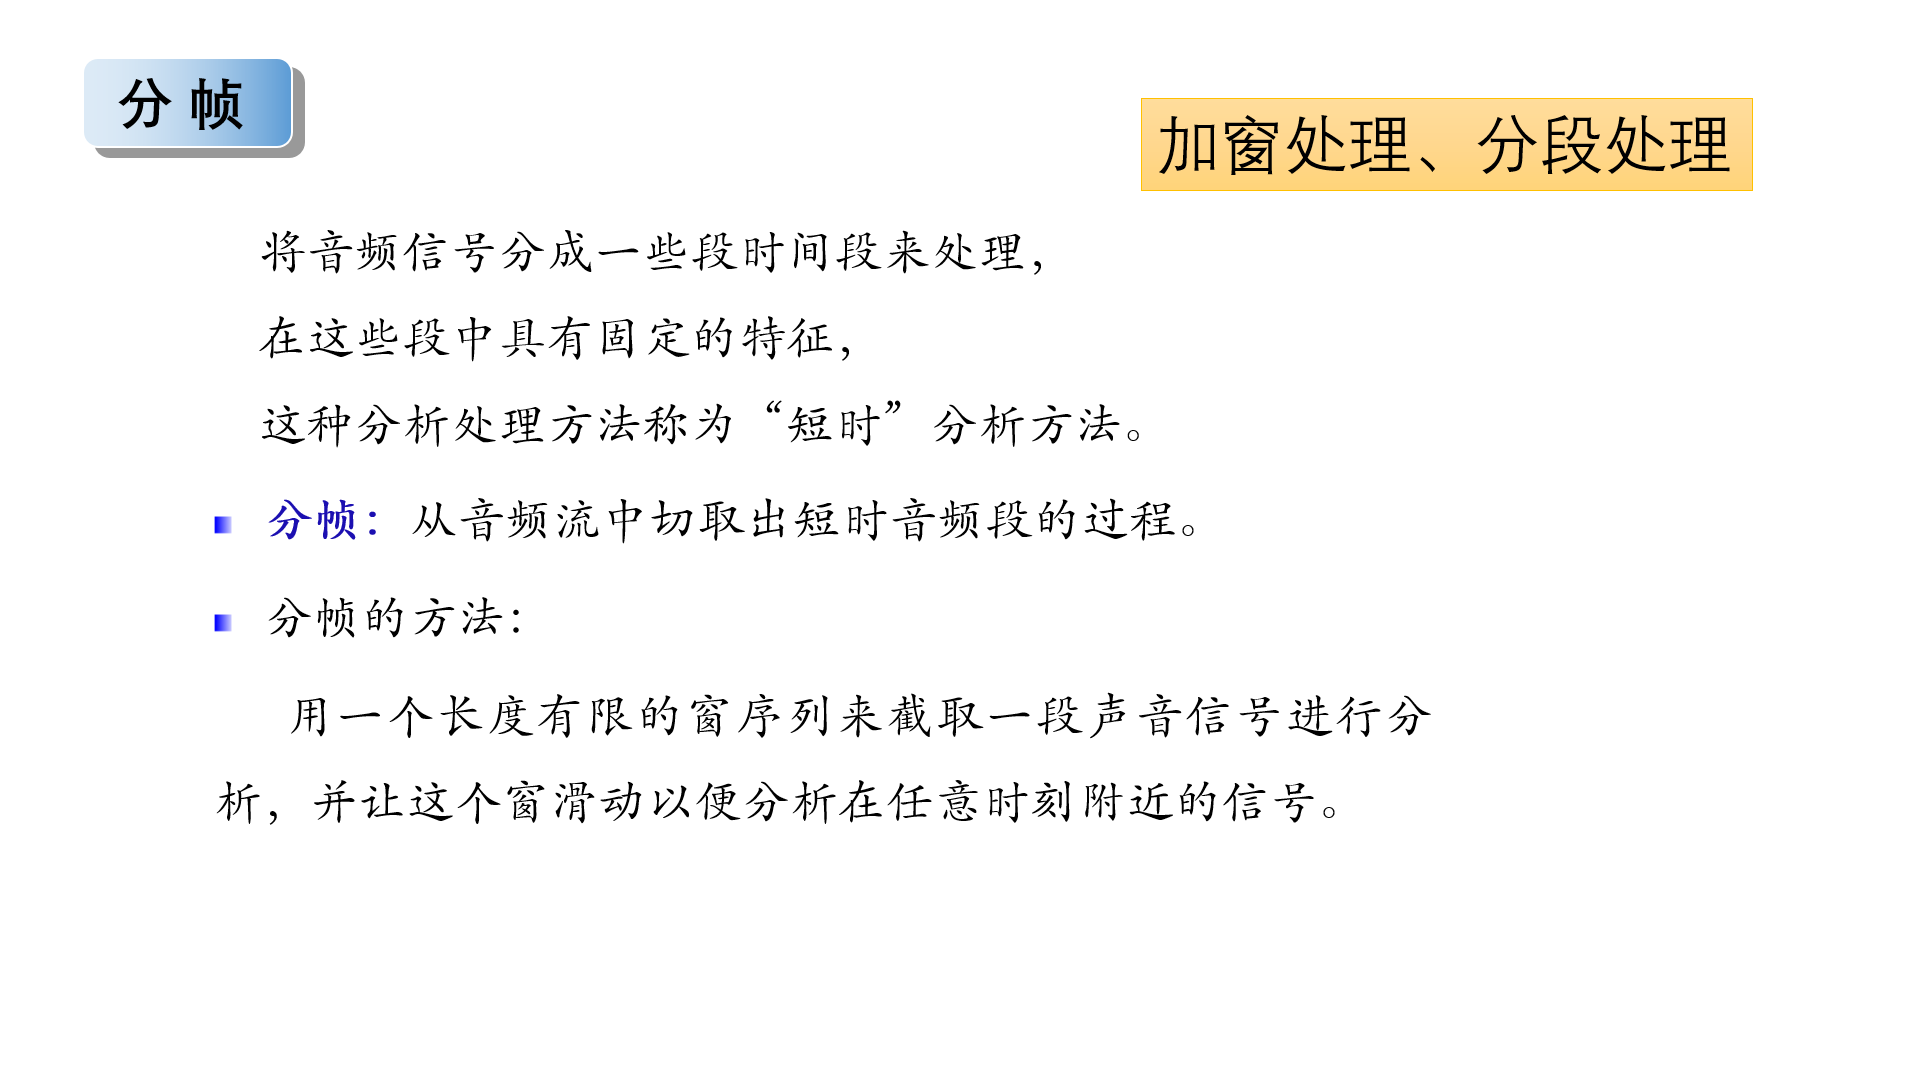 分 帧
加窗处理、分段处理
将音频信号分成一些段时间段来处理，
在这些段中具有固定的特征，
这种分析处理方法称为“短时”分析方法。
分帧：从音频流中切取出短时音频段的过程。
分帧的方法：
用一个长度有限的窗序列来截取一段声音信号进行分
析，并让这个窗滑动以便分析在任意时刻附近的信号。